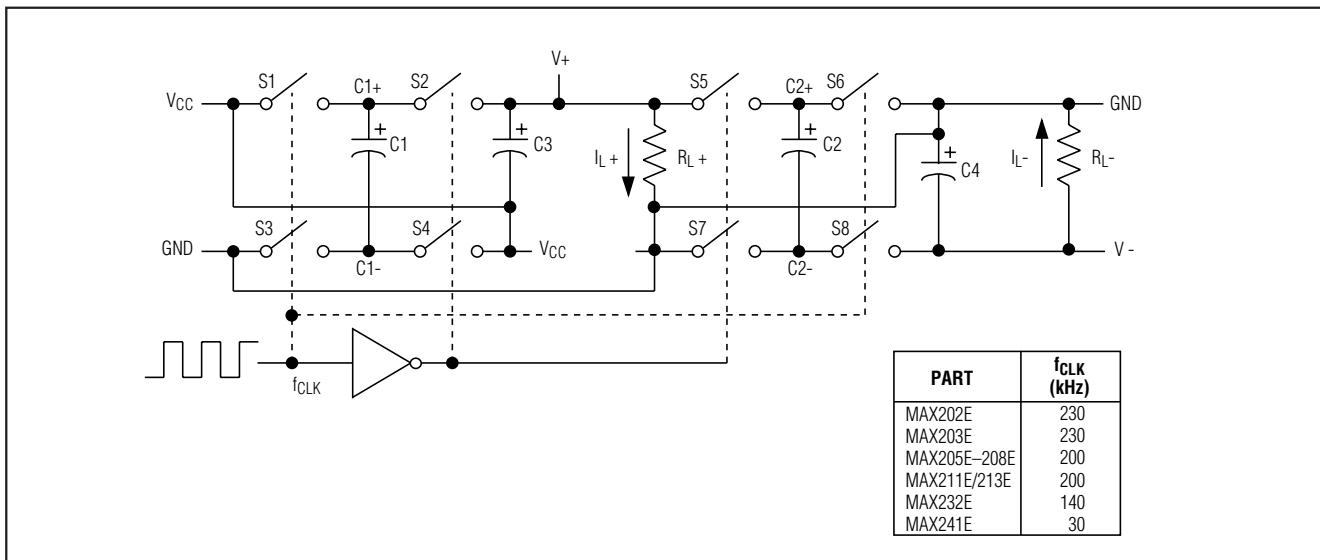 V+
S1
C1+
S2
S5
C2+
S6
VCC
GND
C1
C3
IL +
RL +
C2
C4
IL-
RL-
GND
S3
S4
VCC
S7
S8
V -
C1-
C2-
fCLK
PART fCLK (kHz)
MAX202E 230
MAX203E 230
MAX205E–208E 200
MAX211E/213E 200
MAX232E 140
MAX241E 30